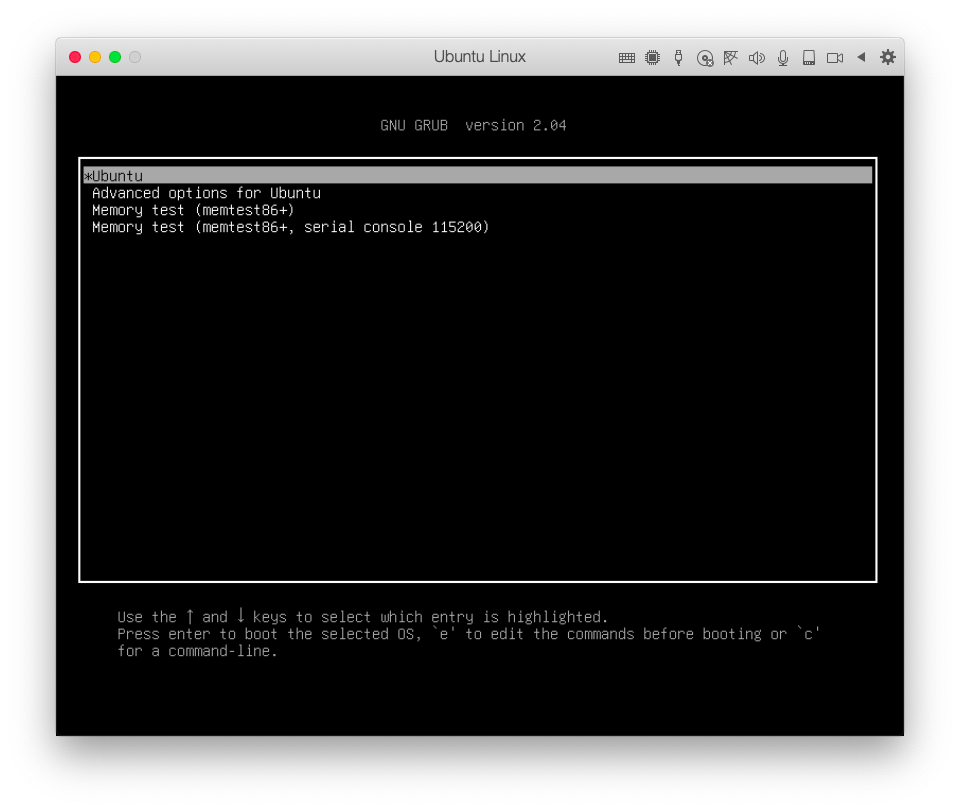 Ubuntu Linux
GNU GRUB  version 2.04
*Ubuntu
Advanced options for Ubuntu
Memory test (memtest86+)
Memory test (memtest86+, serial console 115200)
Use the ↑ and ↓ keys to select which entry is highlighted.
Press enter to boot the selected OS, `e' to edit the commands before booting or `c'
for a command-line.